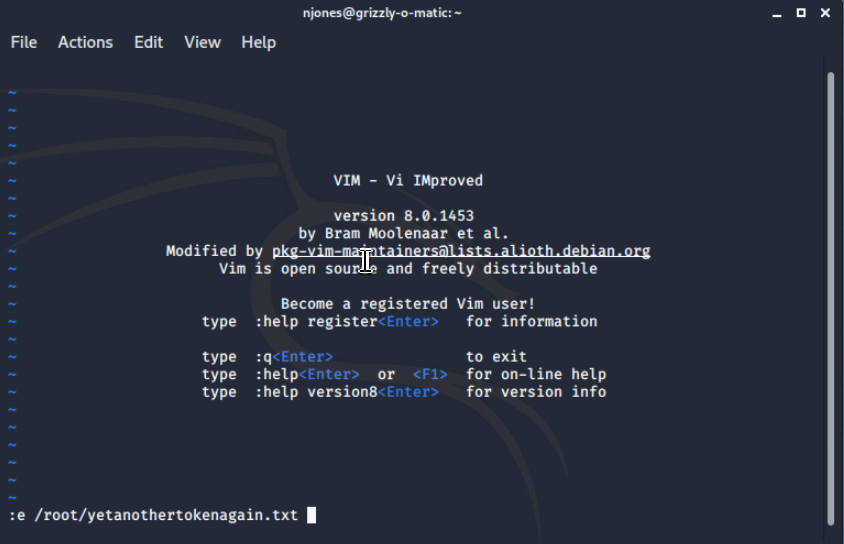 njones@grizzly-o-matic: ~
File Actions Edit View Help
~
~
~
~
~
~ VIM - Vi IMproved
~
~ version 8.0.1453
~ by Bram Moolenaar et al.
~ Modified by pkg-vim-maintainers@lists.alioth.debian.org
~ Vim is open source and freely distributable
~
~ Become a registered Vim user!
~ type :help register<Enter> for information
~
~ type :q<Enter> to exit
~ type :help<Enter> or <F1> for on-line help
~ type :help version8<Enter> for version info
~
~
~
~
~
~
:e /root/yetanothertokenagain.txt